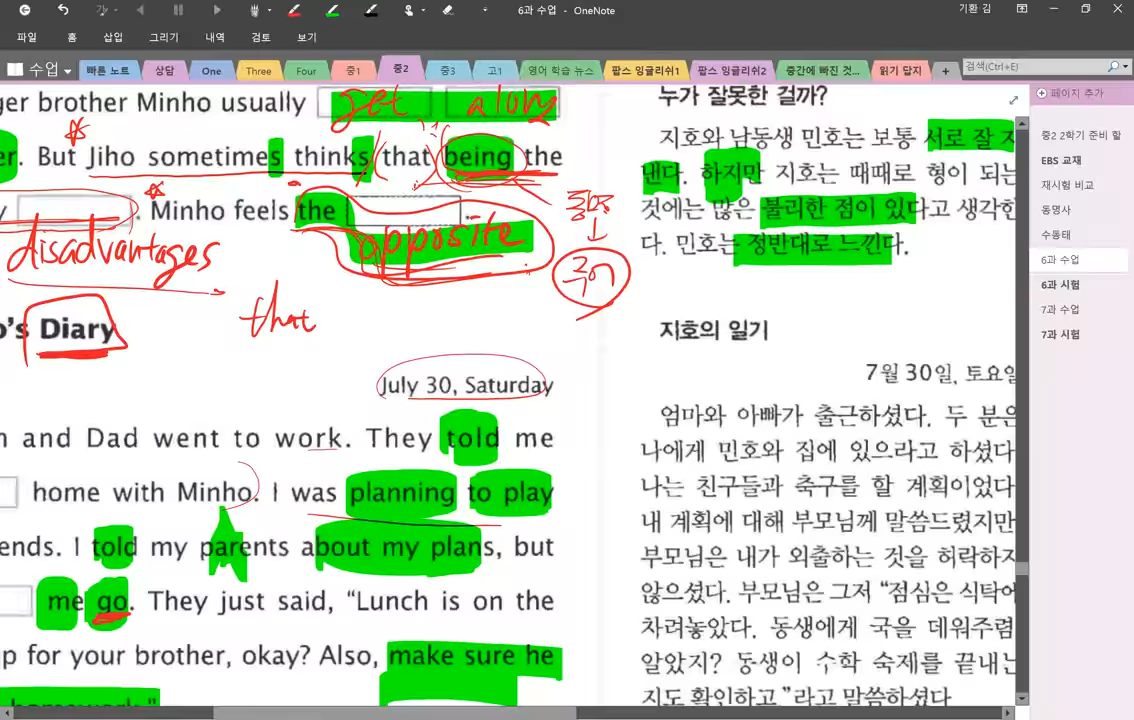 6과 수업 - OneNote
기환 김
파일 홈 삽입 그리기 내역 검토 보기
수업 빠른 노트 상담 One Three Four 중1 중2 중3 고1 영어 학습 뉴스 팝스 잉글리쉬1 팝스 잉글리쉬2 중간에 빠진 것... 읽기 답지 + 검색(Ctrl+E)
페이지 추가
중2 2학기 준비 할
EBS 교재
재시험 비교
동명사
수동태
6과 수업
6과 시험
7과 수업
7과 시험
ger brother Minho usually get along
er. But Jiho sometimes thinks that being the
y disadvantages. Minho feels the opposite
주어
that
o's Diary
July 30, Saturday
m and Dad went to work. They told me
home with Minho. I was planning to play
ends. I told my parents about my plans, but
me go. They just said, “Lunch is on the
p for your brother, okay? Also, make sure he
homework.”
누가 잘못한 걸까?
지호와 남동생 민호는 보통 서로 잘 지
낸다. 하지만 지호는 때때로 형이 되는
것에는 많은 불리한 점이 있다고 생각한
다. 민호는 정반대로 느낀다.
지호의 일기
7월 30일, 토요일
엄마와 아빠가 출근하셨다. 두 분은
나에게 민호와 집에 있으라고 하셨다.
나는 친구들과 축구를 할 계획이었다.
내 계획에 대해 부모님께 말씀드렸지만
부모님은 내가 외출하는 것을 허락하지
않으셨다. 부모님은 그저 “점심은 식탁에
차려놓았다. 동생에게 국을 데워주렴,
알았지? 동생이 수학 숙제를 끝내는
지도 확인하고”라고 말씀하셨다